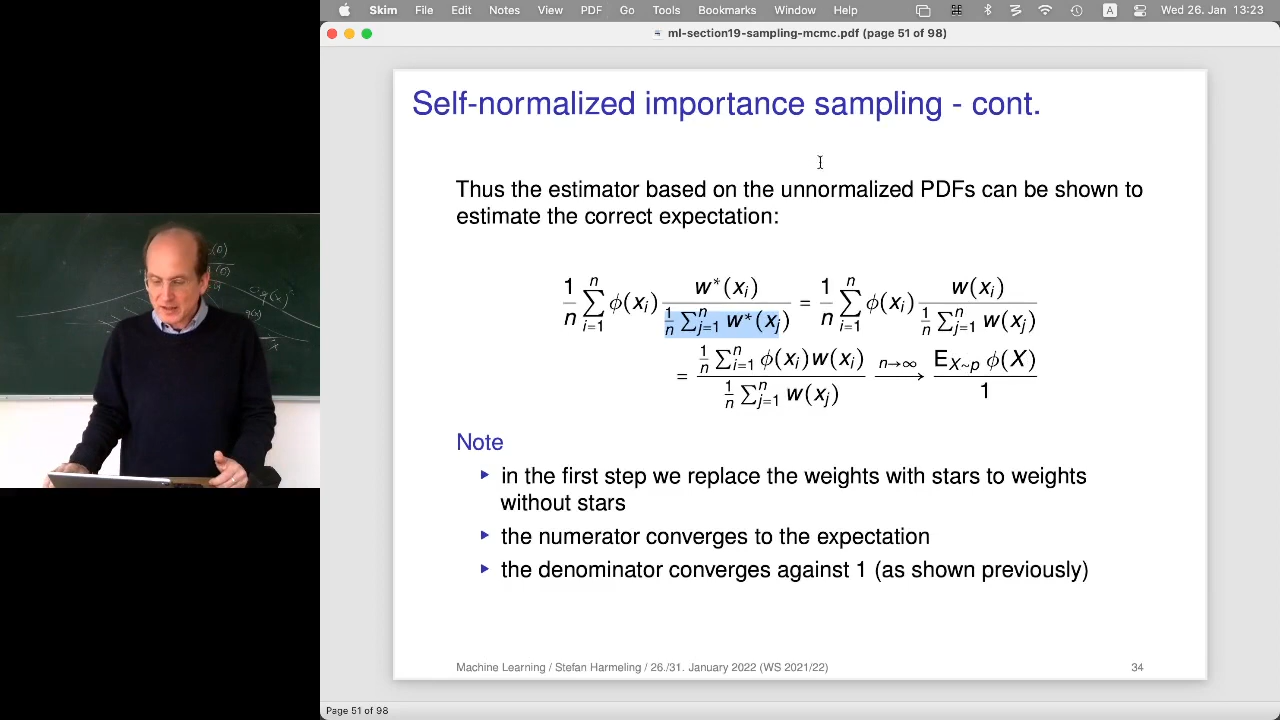 Skim File Edit Notes View PDF Go Tools Bookmarks Window Help A Wed 26. Jan 13:23
ml-section19-sampling-mcmc.pdf (page 51 of 98)
Self-normalized importance sampling - cont.
Thus the estimator based on the unnormalized PDFs can be shown to
estimate the correct expectation:
1/n ∑_{i=1}^n ϕ(x_i) w*(x_i) / (1/n ∑_{j=1}^n w*(x_j)) = 1/n ∑_{i=1}^n ϕ(x_i) w(x_i) / (1/n ∑_{j=1}^n w(x_j))
= (1/n ∑_{i=1}^n ϕ(x_i)w(x_i)) / (1/n ∑_{j=1}^n w(x_j)) n→∞ ⟶ E_{X~p} ϕ(X) / 1
Note
▶ in the first step we replace the weights with stars to weights
without stars
▶ the numerator converges to the expectation
▶ the denominator converges against 1 (as shown previously)
Machine Learning / Stefan Harmeling / 26./31. January 2022 (WS 2021/22) 34
Page 51 of 98